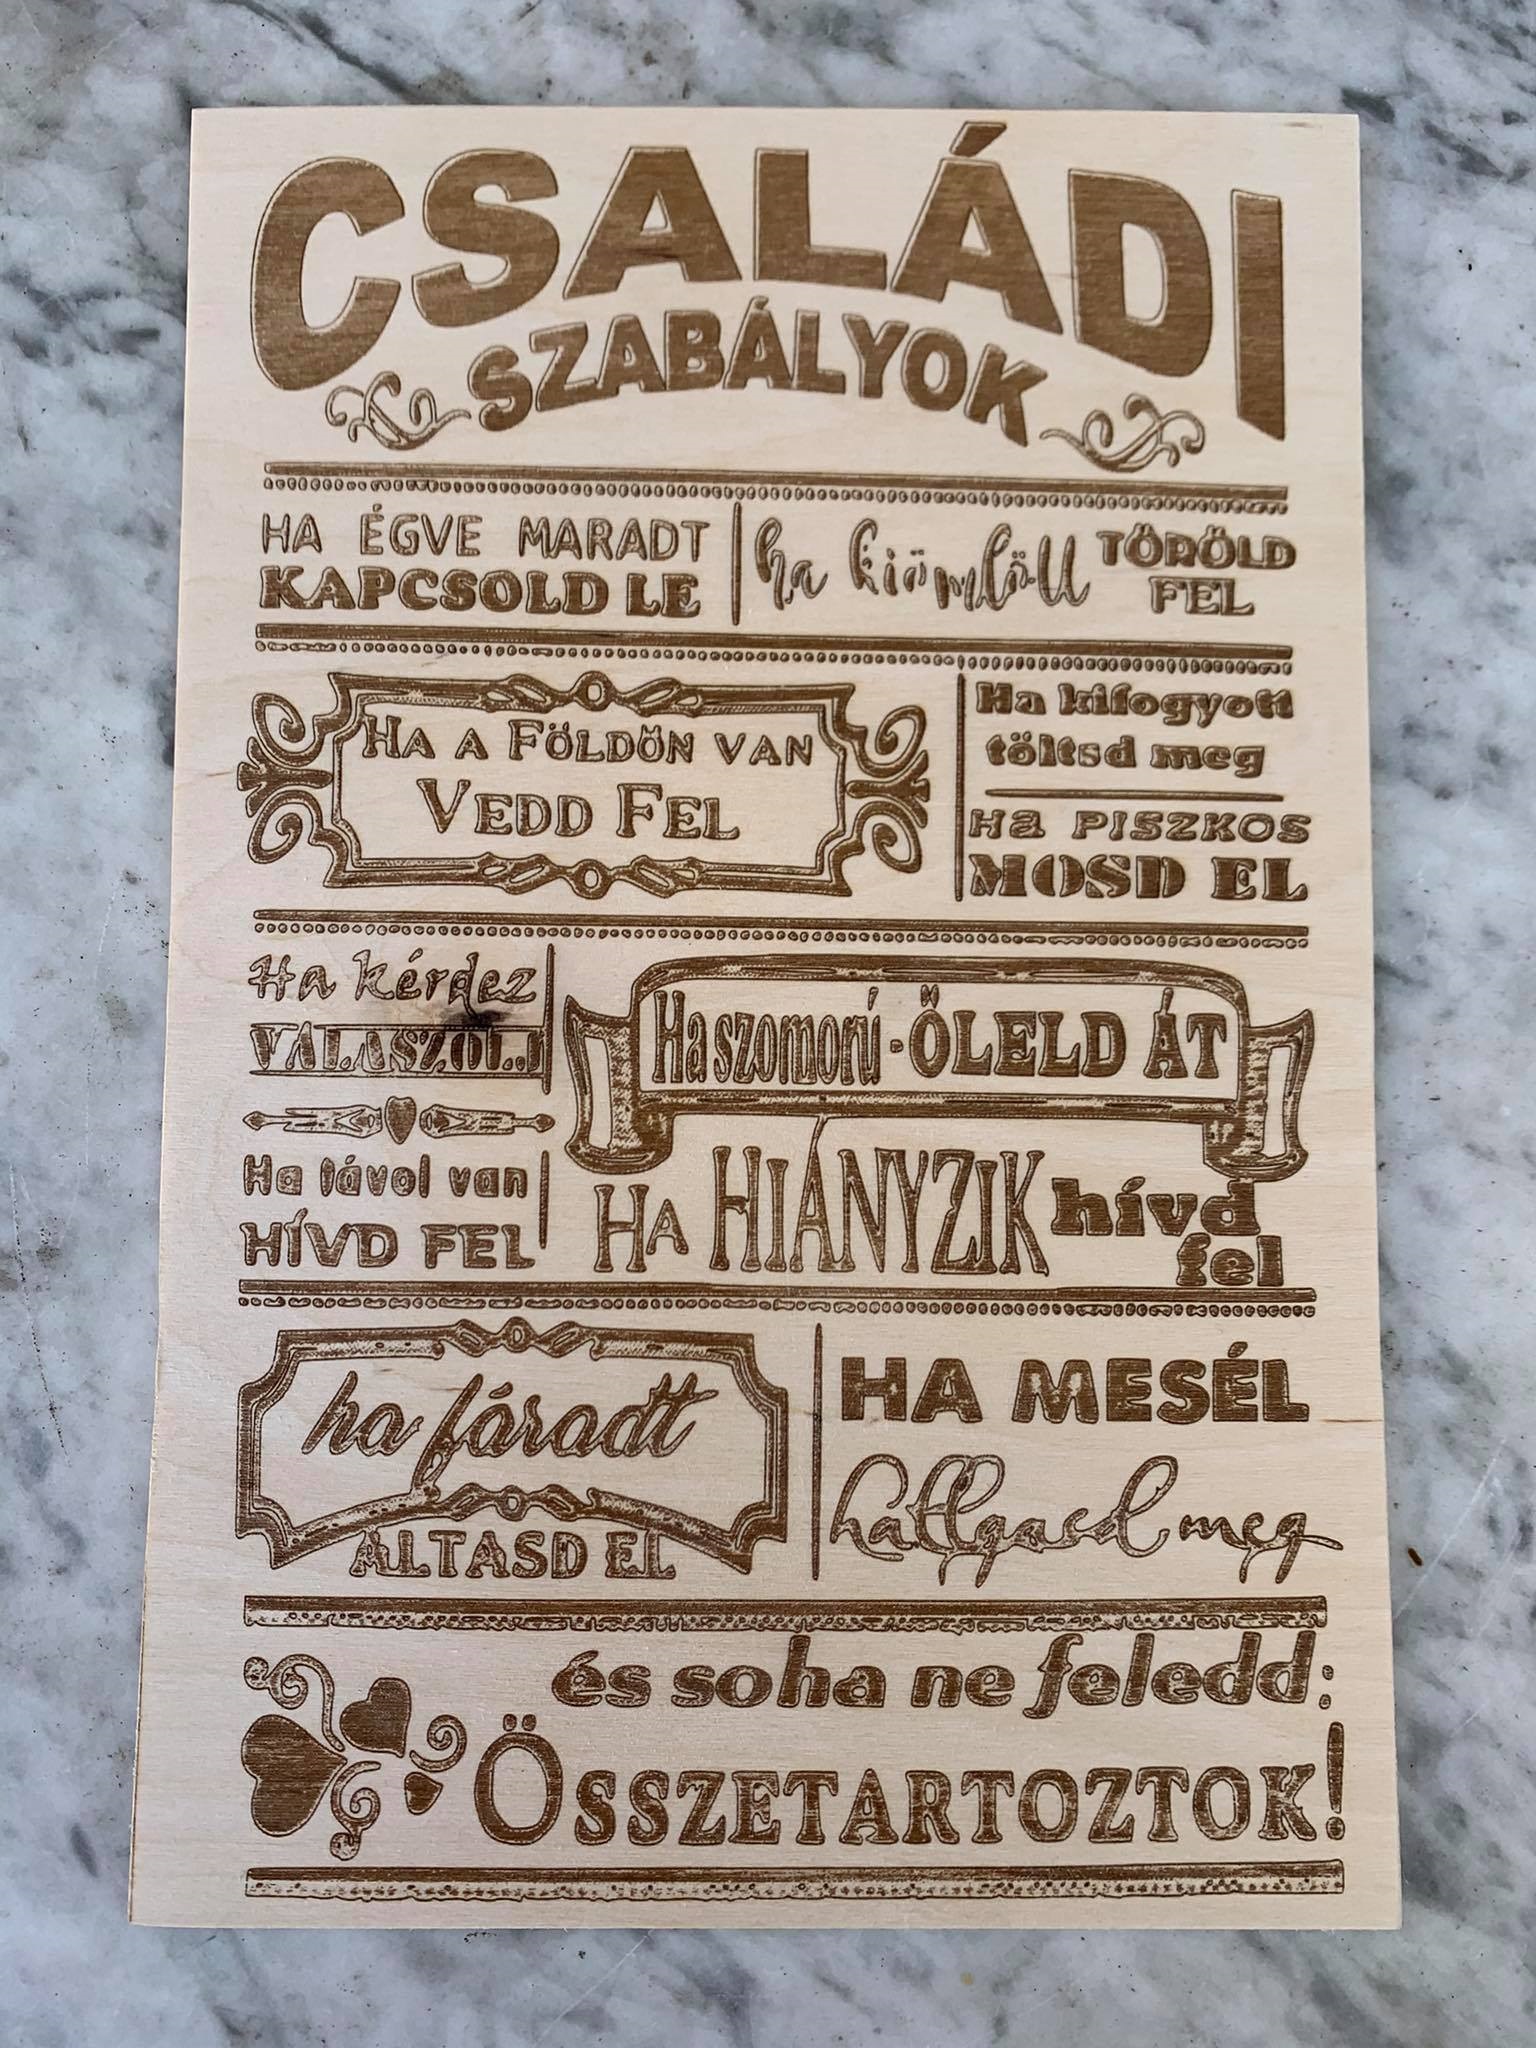 CSALÁDI
SZABÁLYOK
HA ÉGVE MARADT
KAPCSOLD LE
ha kiömlött TÖRÖLD
FEL
HA A FÖLDÖN VAN
VEDD FEL
Ha kifogyott
töltsd meg
Ha PISZKOS
MOSD EL
Ha kérdez
VÁLASZOLJ
Ha szomorú - ÖLELD ÁT
Ha távol van
HÍVD FEL
HA HIÁNYZIK hívd
fel
ha fáradt
ALTASD EL
HA MESÉL
hallgasd meg
és soha ne feledd:
ÖSSZETARTOZTOK!